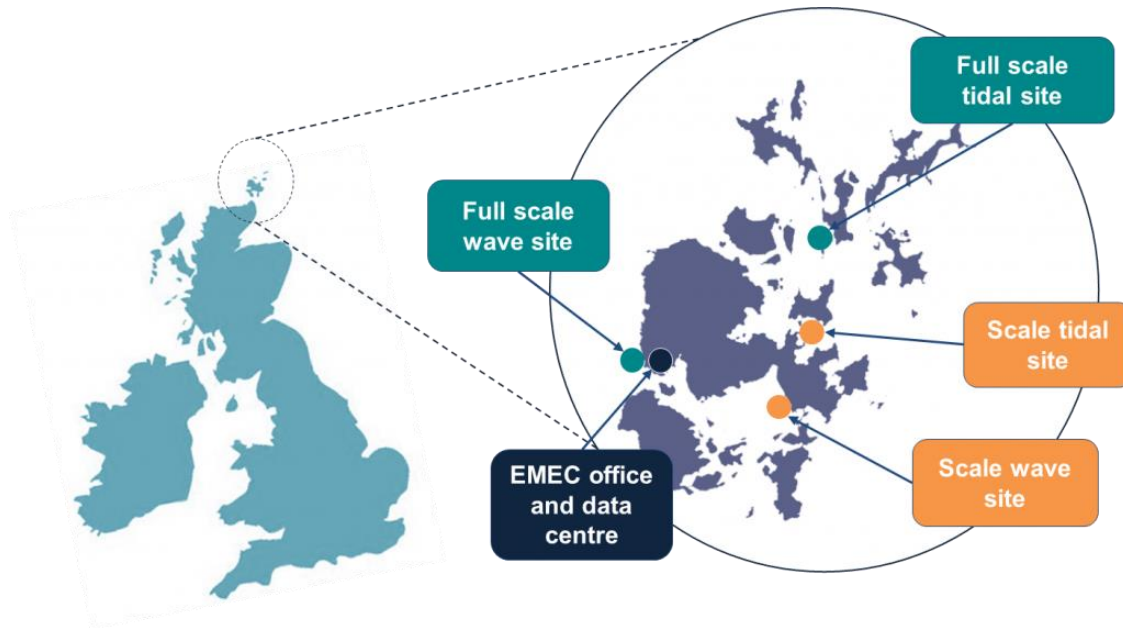 Full scale
tidal site
Full scale
wave site
Scale tidal
site
Scale wave
site
EMEC office
and data
centre